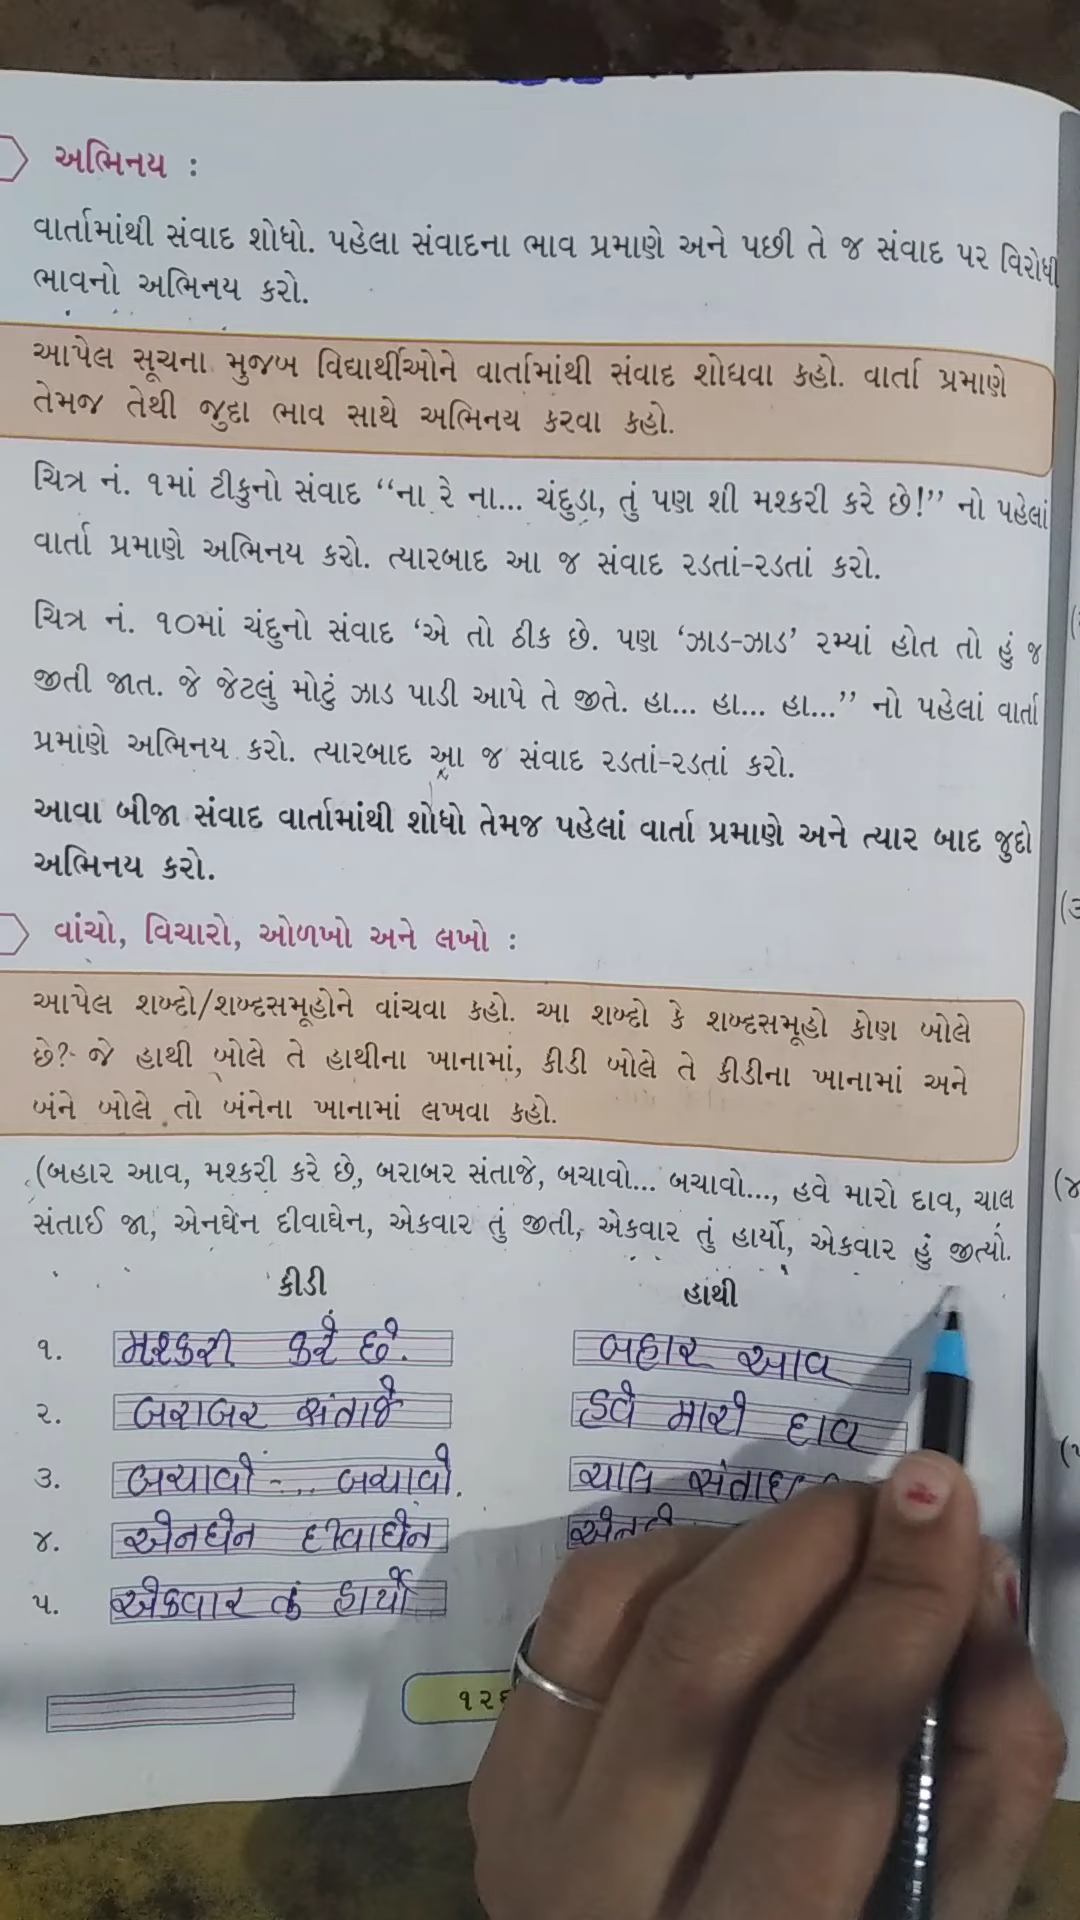 અભિનય :
વાર્તામાંથી સંવાદ શોધો. પહેલા સંવાદના ભાવ પ્રમાણે અને પછી તે જ સંવાદ પર વિરોધી
ભાવનો અભિનય કરો.
આપેલ સૂચના મુજબ વિદ્યાર્થીઓને વાર્તામાંથી સંવાદ શોધવા કહો. વાર્તા પ્રમાણે
તેમજ તેથી જુદા ભાવ સાથે અભિનય કરવા કહો.
ચિત્ર નં. ૧માં ટીકુનો સંવાદ “ના રે ના... ચંદુડા, તું પણ શી મશ્કરી કરે છે!” નો પહેલાં
વાર્તા પ્રમાણે અભિનય કરો. ત્યારબાદ આ જ સંવાદ રડતાં-રડતાં કરો.
ચિત્ર નં. ૧૦માં ચંદુનો સંવાદ ‘એ તો ઠીક છે. પણ ‘ઝાડ-ઝાડ’ રમ્યાં હોત તો હું જ
જીતી જાત. જે જેટલું મોટું ઝાડ પાડી આપે તે જીતે. હા... હા... હા...” નો પહેલાં વાર્તા
પ્રમાણે અભિનય કરો. ત્યારબાદ આ જ સંવાદ રડતાં-રડતાં કરો.
આવા બીજા સંવાદ વાર્તામાંથી શોધો તેમજ પહેલાં વાર્તા પ્રમાણે અને ત્યાર બાદ જુદો
અભિનય કરો.
વાંચો, વિચારો, ઓળખો અને લખો :
આપેલ શબ્દો/શબ્દસમૂહોને વાંચવા કહો. આ શબ્દો કે શબ્દસમૂહો કોણ બોલે
છે? જે હાથી બોલે તે હાથીના ખાનામાં, કીડી બોલે તે કીડીના ખાનામાં અને
બંને બોલે તો બંનેના ખાનામાં લખવા કહો.
(બહાર આવ, મશ્કરી કરે છે, બરાબર સંતાજે, બચાવો... બચાવો..., હવે મારો દાવ, ચાલ
સંતાઈ જા, એનઘેન દીવાઘેન, એકવાર તું જીતી, એકવાર તું હાર્યો, એકવાર હું જીત્યો.
કીડી હાથી
૧. મશ્કરી કરે છે. બહાર આવ
૨. બરાબર સંતાજે હવે મારો દાવ
૩. બચાવો .... બચાવો. ચાલ
૪. એનઘેન દીવાઘેન
૫. એકવાર તું હાર્યો